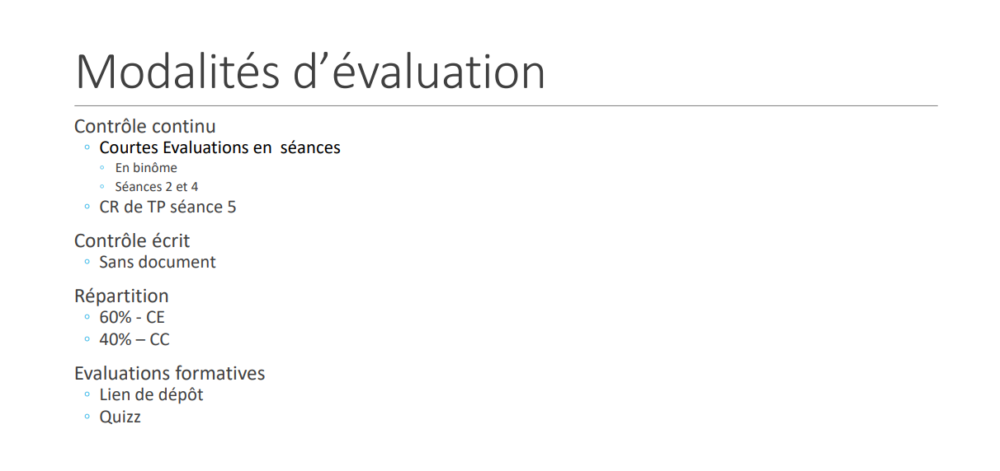 Modalités d’évaluation
Contrôle continu
◦ Courtes Evaluations en  séances
◦ En binôme
◦ Séances 2 et 4
◦ CR de TP séance 5
Contrôle écrit
◦ Sans document
Répartition
◦ 60% - CE
◦ 40% – CC
Evaluations formatives
◦ Lien de dépôt
◦ Quizz